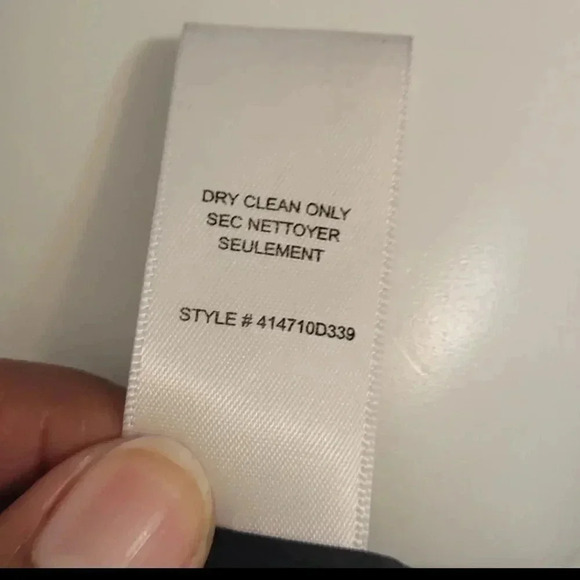 DRY CLEAN ONLY
SEC NETTOYER
SEULEMENT
STYLE # 414710D339